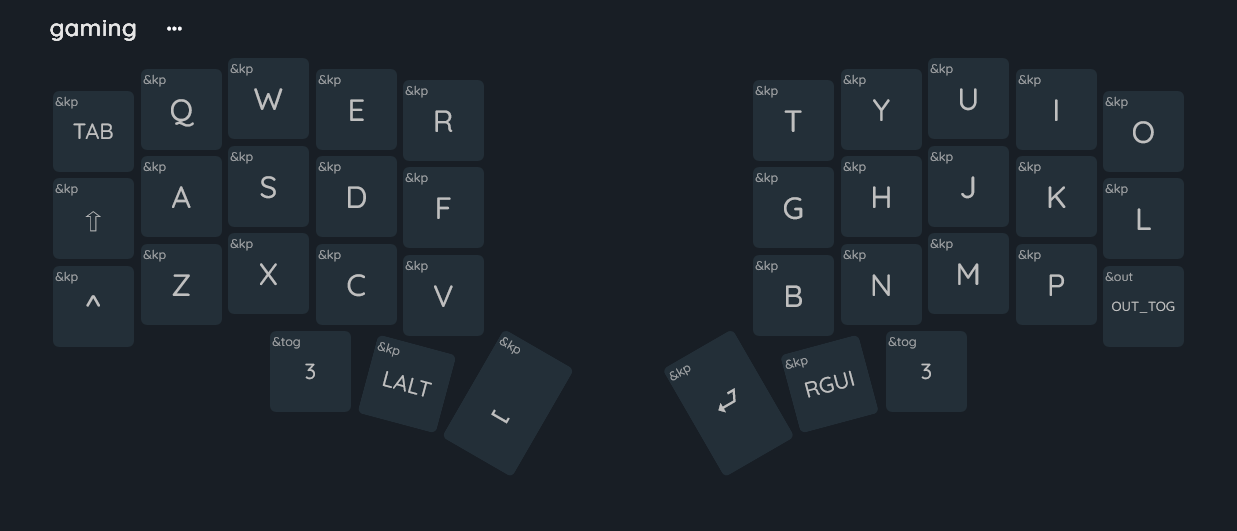 gaming ...
&kp TAB &kp Q &kp W &kp E &kp R &kp T &kp Y &kp U &kp I &kp O
&kp ⇧ &kp A &kp S &kp D &kp F &kp G &kp H &kp J &kp K &kp L
&kp ^ &kp Z &kp X &kp C &kp V &kp B &kp N &kp M &kp P &out OUT_TOG
&tog 3 &kp LALT &kp ⎵ &kp ⏎ &kp RGUI &tog 3